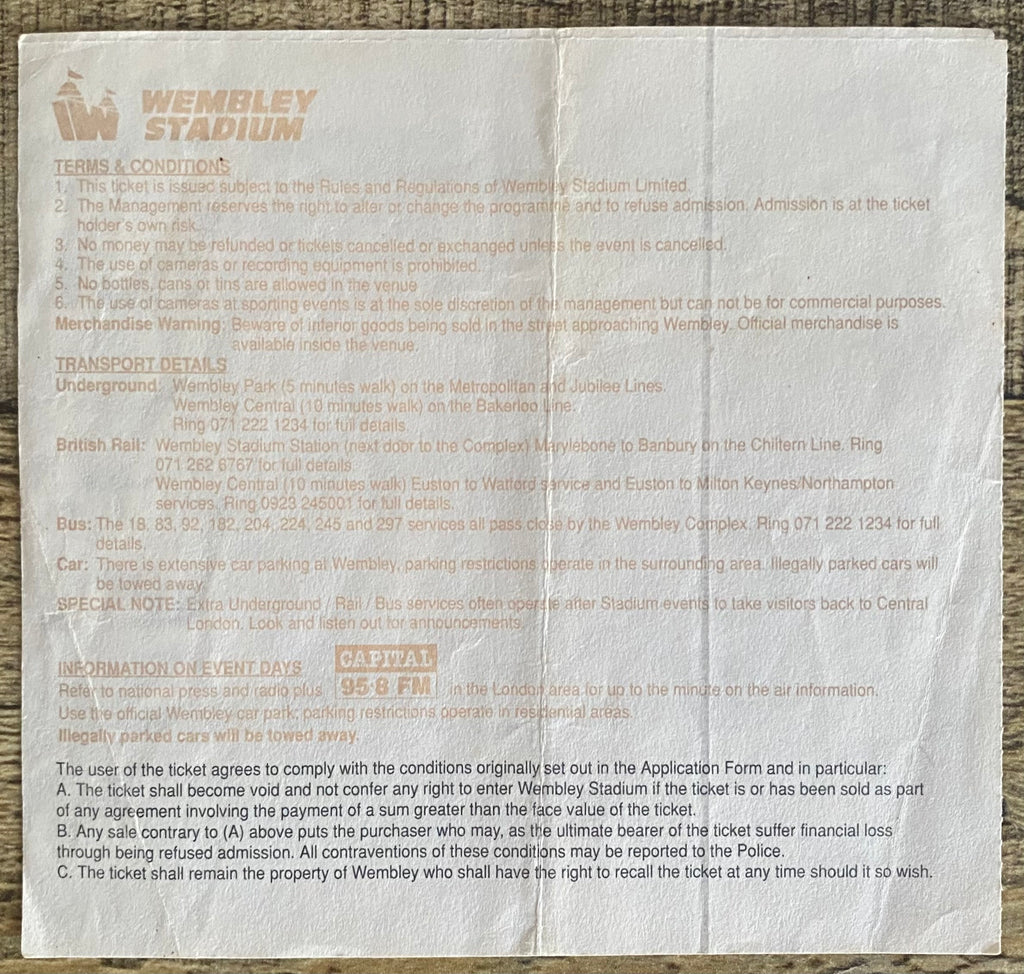 WEMBLEY
STADIUM
TERMS & CONDITIONS
1. This ticket is issued subject to the Rules and Regulations of Wembley Stadium Limited.
2. The Management reserves the right to alter or change the programme and to refuse admission. Admission is at the ticket
holder's own risk.
3. No money may be refunded or tickets cancelled or exchanged unless the event is cancelled.
4. The use of cameras or recording equipment is prohibited.
5. No bottles, cans or tins are allowed in the venue
6. The use of cameras at sporting events is at the sole discretion of the management but can not be for commercial purposes.
Merchandise Warning: Beware of inferior goods being sold in the street approaching Wembley. Official merchandise is
available inside the venue.
TRANSPORT DETAILS
Underground: Wembley Park (5 minutes walk) on the Metropolitan and Jubilee Lines.
Wembley Central (10 minutes walk) on the Bakerloo Line.
Ring 071 222 1234 for full details.
British Rail: Wembley Stadium Station (next door to the Complex) Marylebone to Banbury on the Chiltern Line. Ring
071 262 6767 for full details.
Wembley Central (10 minutes walk) Euston to Watford service and Euston to Milton Keynes/Northampton
services. Ring 0923 245001 for full details.
Bus: The 18, 83, 92, 182, 204, 224, 245 and 297 services all pass close by the Wembley Complex. Ring 071 222 1234 for full
details.
Car: There is extensive car parking at Wembley, parking restrictions operate in the surrounding area. Illegally parked cars will
be towed away.
SPECIAL NOTE: Extra Underground / Rail / Bus services often operate after Stadium events to take visitors back to Central
London. Look and listen out for announcements.
INFORMATION ON EVENT DAYS
CAPITAL
Refer to national press and radio plus 95·8 FM in the London area for up to the minute on the air information.
Use the official Wembley car park; parking restrictions operate in residential areas.
Illegally parked cars will be towed away.
The user of the ticket agrees to comply with the conditions originally set out in the Application Form and in particular:
A. The ticket shall become void and not confer any right to enter Wembley Stadium if the ticket is or has been sold as part
of any agreement involving the payment of a sum greater than the face value of the ticket.
B. Any sale contrary to (A) above puts the purchaser who may, as the ultimate bearer of the ticket suffer financial loss
through being refused admission. All contraventions of these conditions may be reported to the Police.
C. The ticket shall remain the property of Wembley who shall have the right to recall the ticket at any time should it so wish.